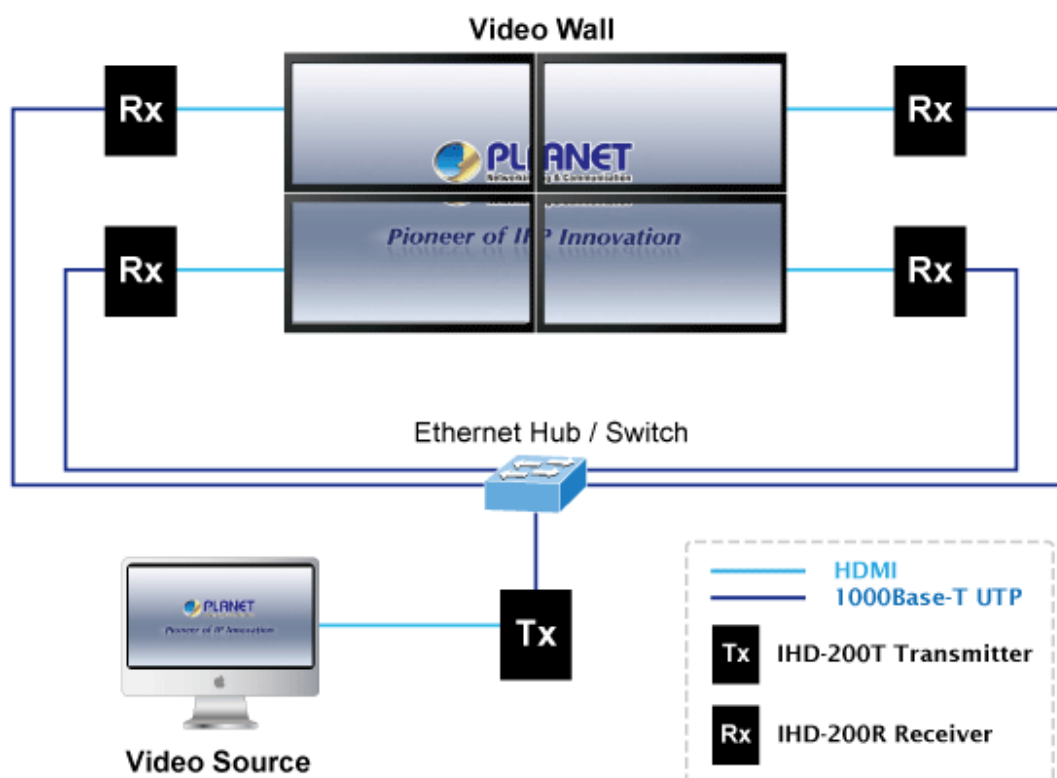 Video Wall
Rx
Rx
PLANET
Networking & Communication
Rx
Rx
Pioneer of IP Innovation
Ethernet Hub / Switch
PLANET
Pioneer of IP Innovation
Tx
Video Source
HDMI
1000Base-T UTP
Tx IHD-200T Transmitter
Rx IHD-200R Receiver